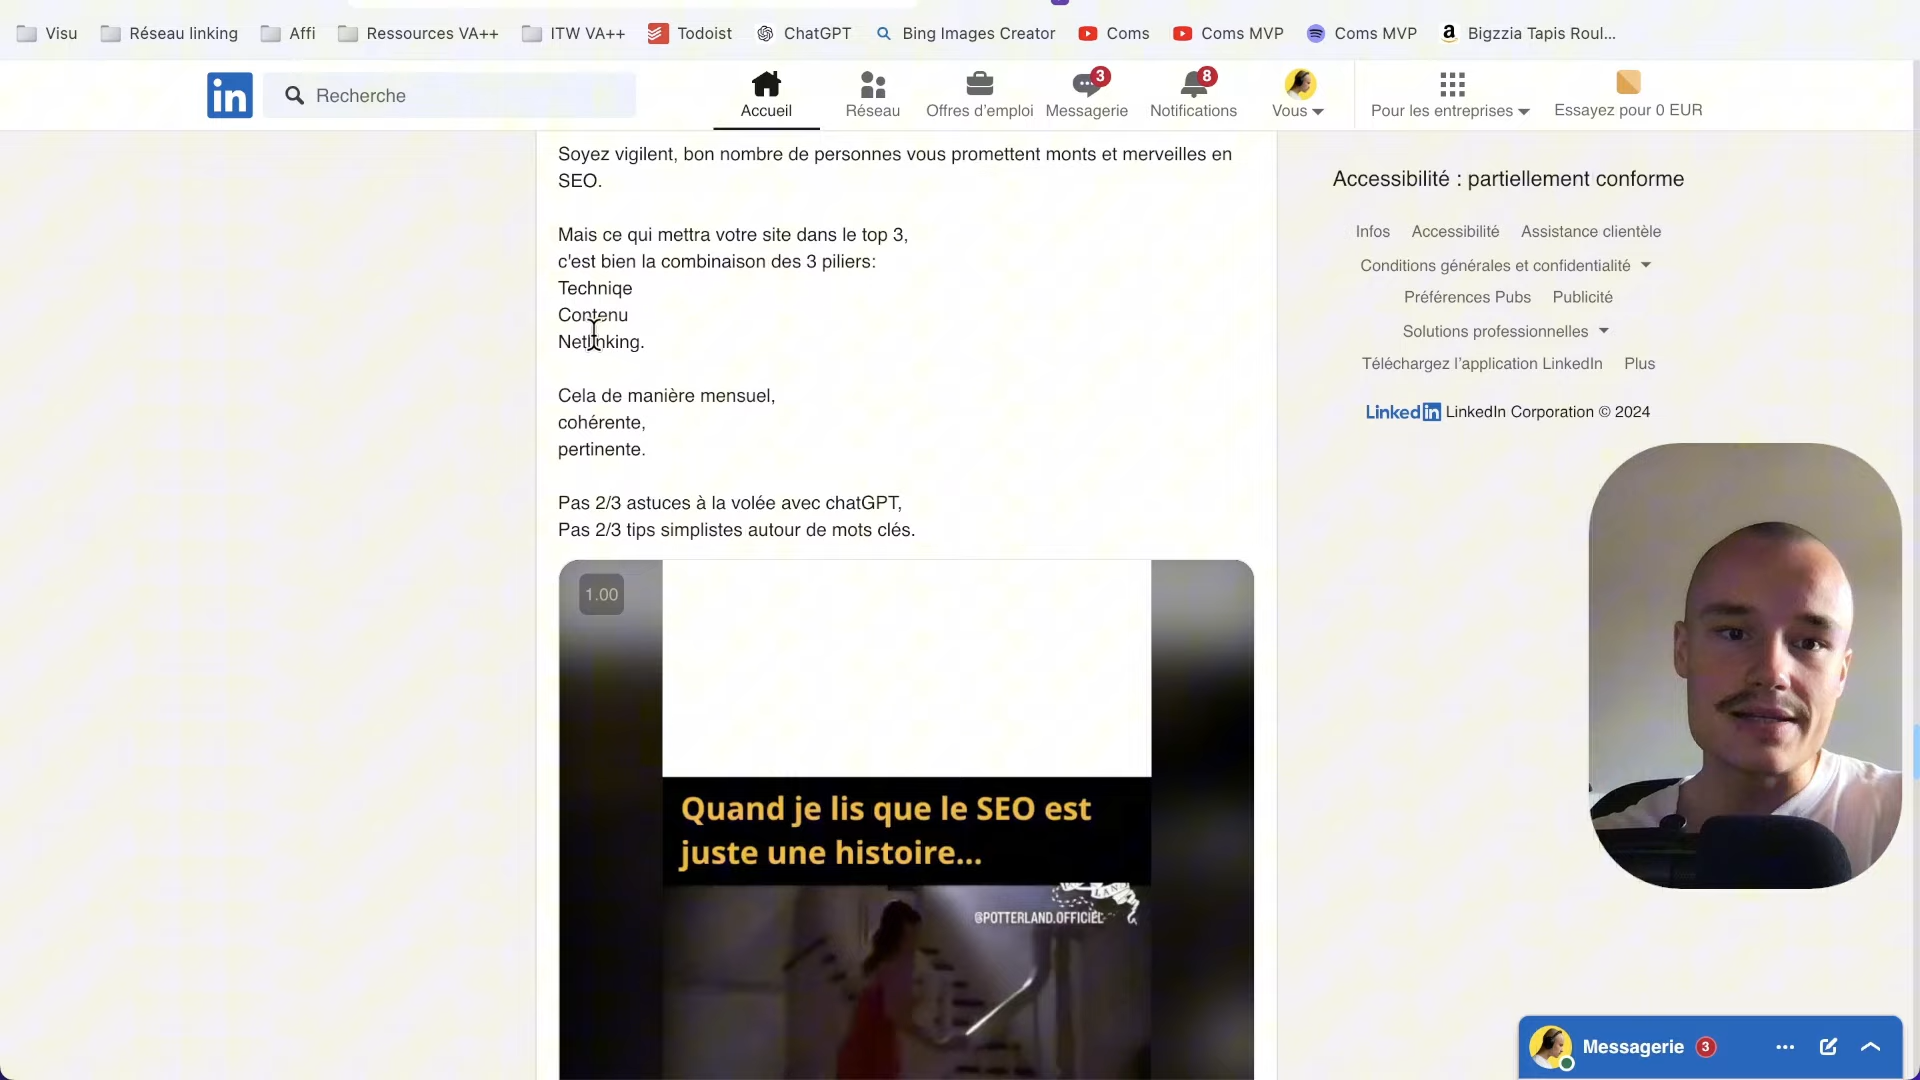 Visu
Réseau linking
Affi
Ressources VA++
ITW VA++
Todoist
ChatGPT
Bing Images Creator
Coms
Coms MVP
Coms MVP
a
Bigzzia Tapis Roul...
in
Recherche
Accueil
Réseau
Offres d’emploi
3
Messagerie
8
Notifications
Vous
Pour les entreprises
Essayez pour 0 EUR
Soyez vigilent, bon nombre de personnes vous promettent monts et merveilles en
SEO.
Mais ce qui mettra votre site dans le top 3,
c'est bien la combinaison des 3 piliers:
Techniqe
Contenu
Netlinking.
Cela de manière mensuel,
cohérente,
pertinente.
Pas 2/3 astuces à la volée avec chatGPT,
Pas 2/3 tips simplistes autour de mots clés.
1.00
Quand je lis que le SEO est
juste une histoire...
@POTTERLAND.OFFICIEL
Accessibilité : partiellement conforme
Infos
Accessibilité
Assistance clientèle
Conditions générales et confidentialité
Préférences Pubs
Publicité
Solutions professionnelles
Téléchargez l’application LinkedIn
Plus
LinkedIn LinkedIn Corporation © 2024
Messagerie 3